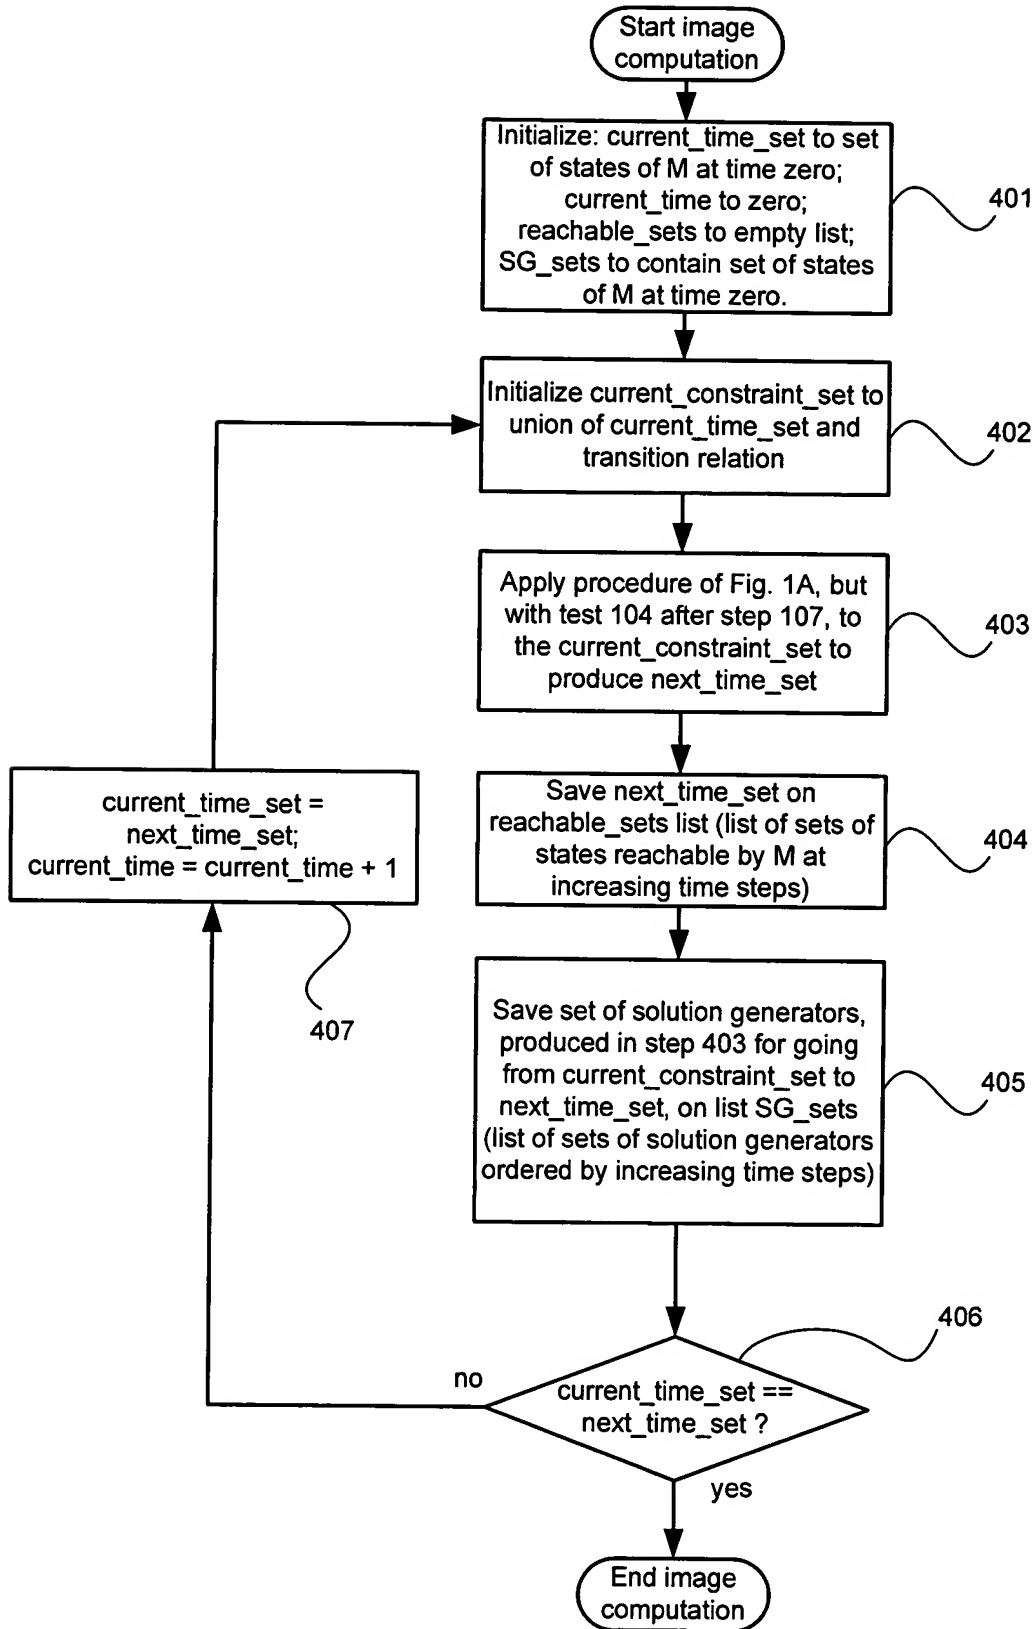 Start image
computation
Initialize: current_time_set to set
of states of M at time zero;
current_time to zero;
reachable_sets to empty list;
SG_sets to contain set of states
of M at time zero.
401
Initialize current_constraint_set to
union of current_time_set and
transition relation
402
Apply procedure of Fig. 1A, but
with test 104 after step 107, to
the current_constraint_set to
produce next_time_set
403
Save next_time_set on
reachable_sets list (list of sets of
states reachable by M at
increasing time steps)
404
current_time_set =
next_time_set;
current_time = current_time + 1
407
Save set of solution generators,
produced in step 403 for going
from current_constraint_set to
next_time_set, on list SG_sets
(list of sets of solution generators
ordered by increasing time steps)
405
406
no
current_time_set ==
next_time_set ?
yes
End image
computation